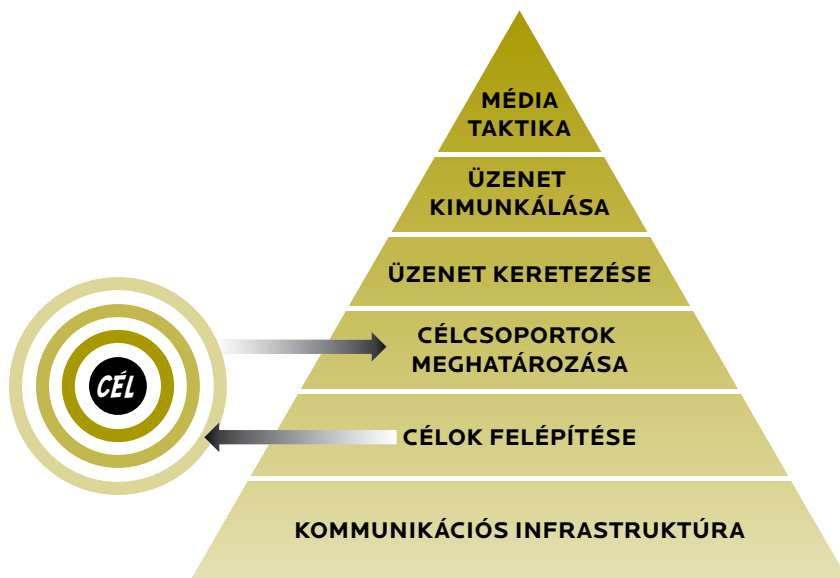 MÉDIA
TAKTIKA
ÜZENET
KIMUNKÁLÁSA
ÜZENET KERETEZÉSE
CÉLCSOPORTOK
MEGHATÁROZÁSA
CÉL
CÉLOK FELÉPÍTÉSE
KOMMUNIKÁCIÓS INFRASTRUKTÚRA